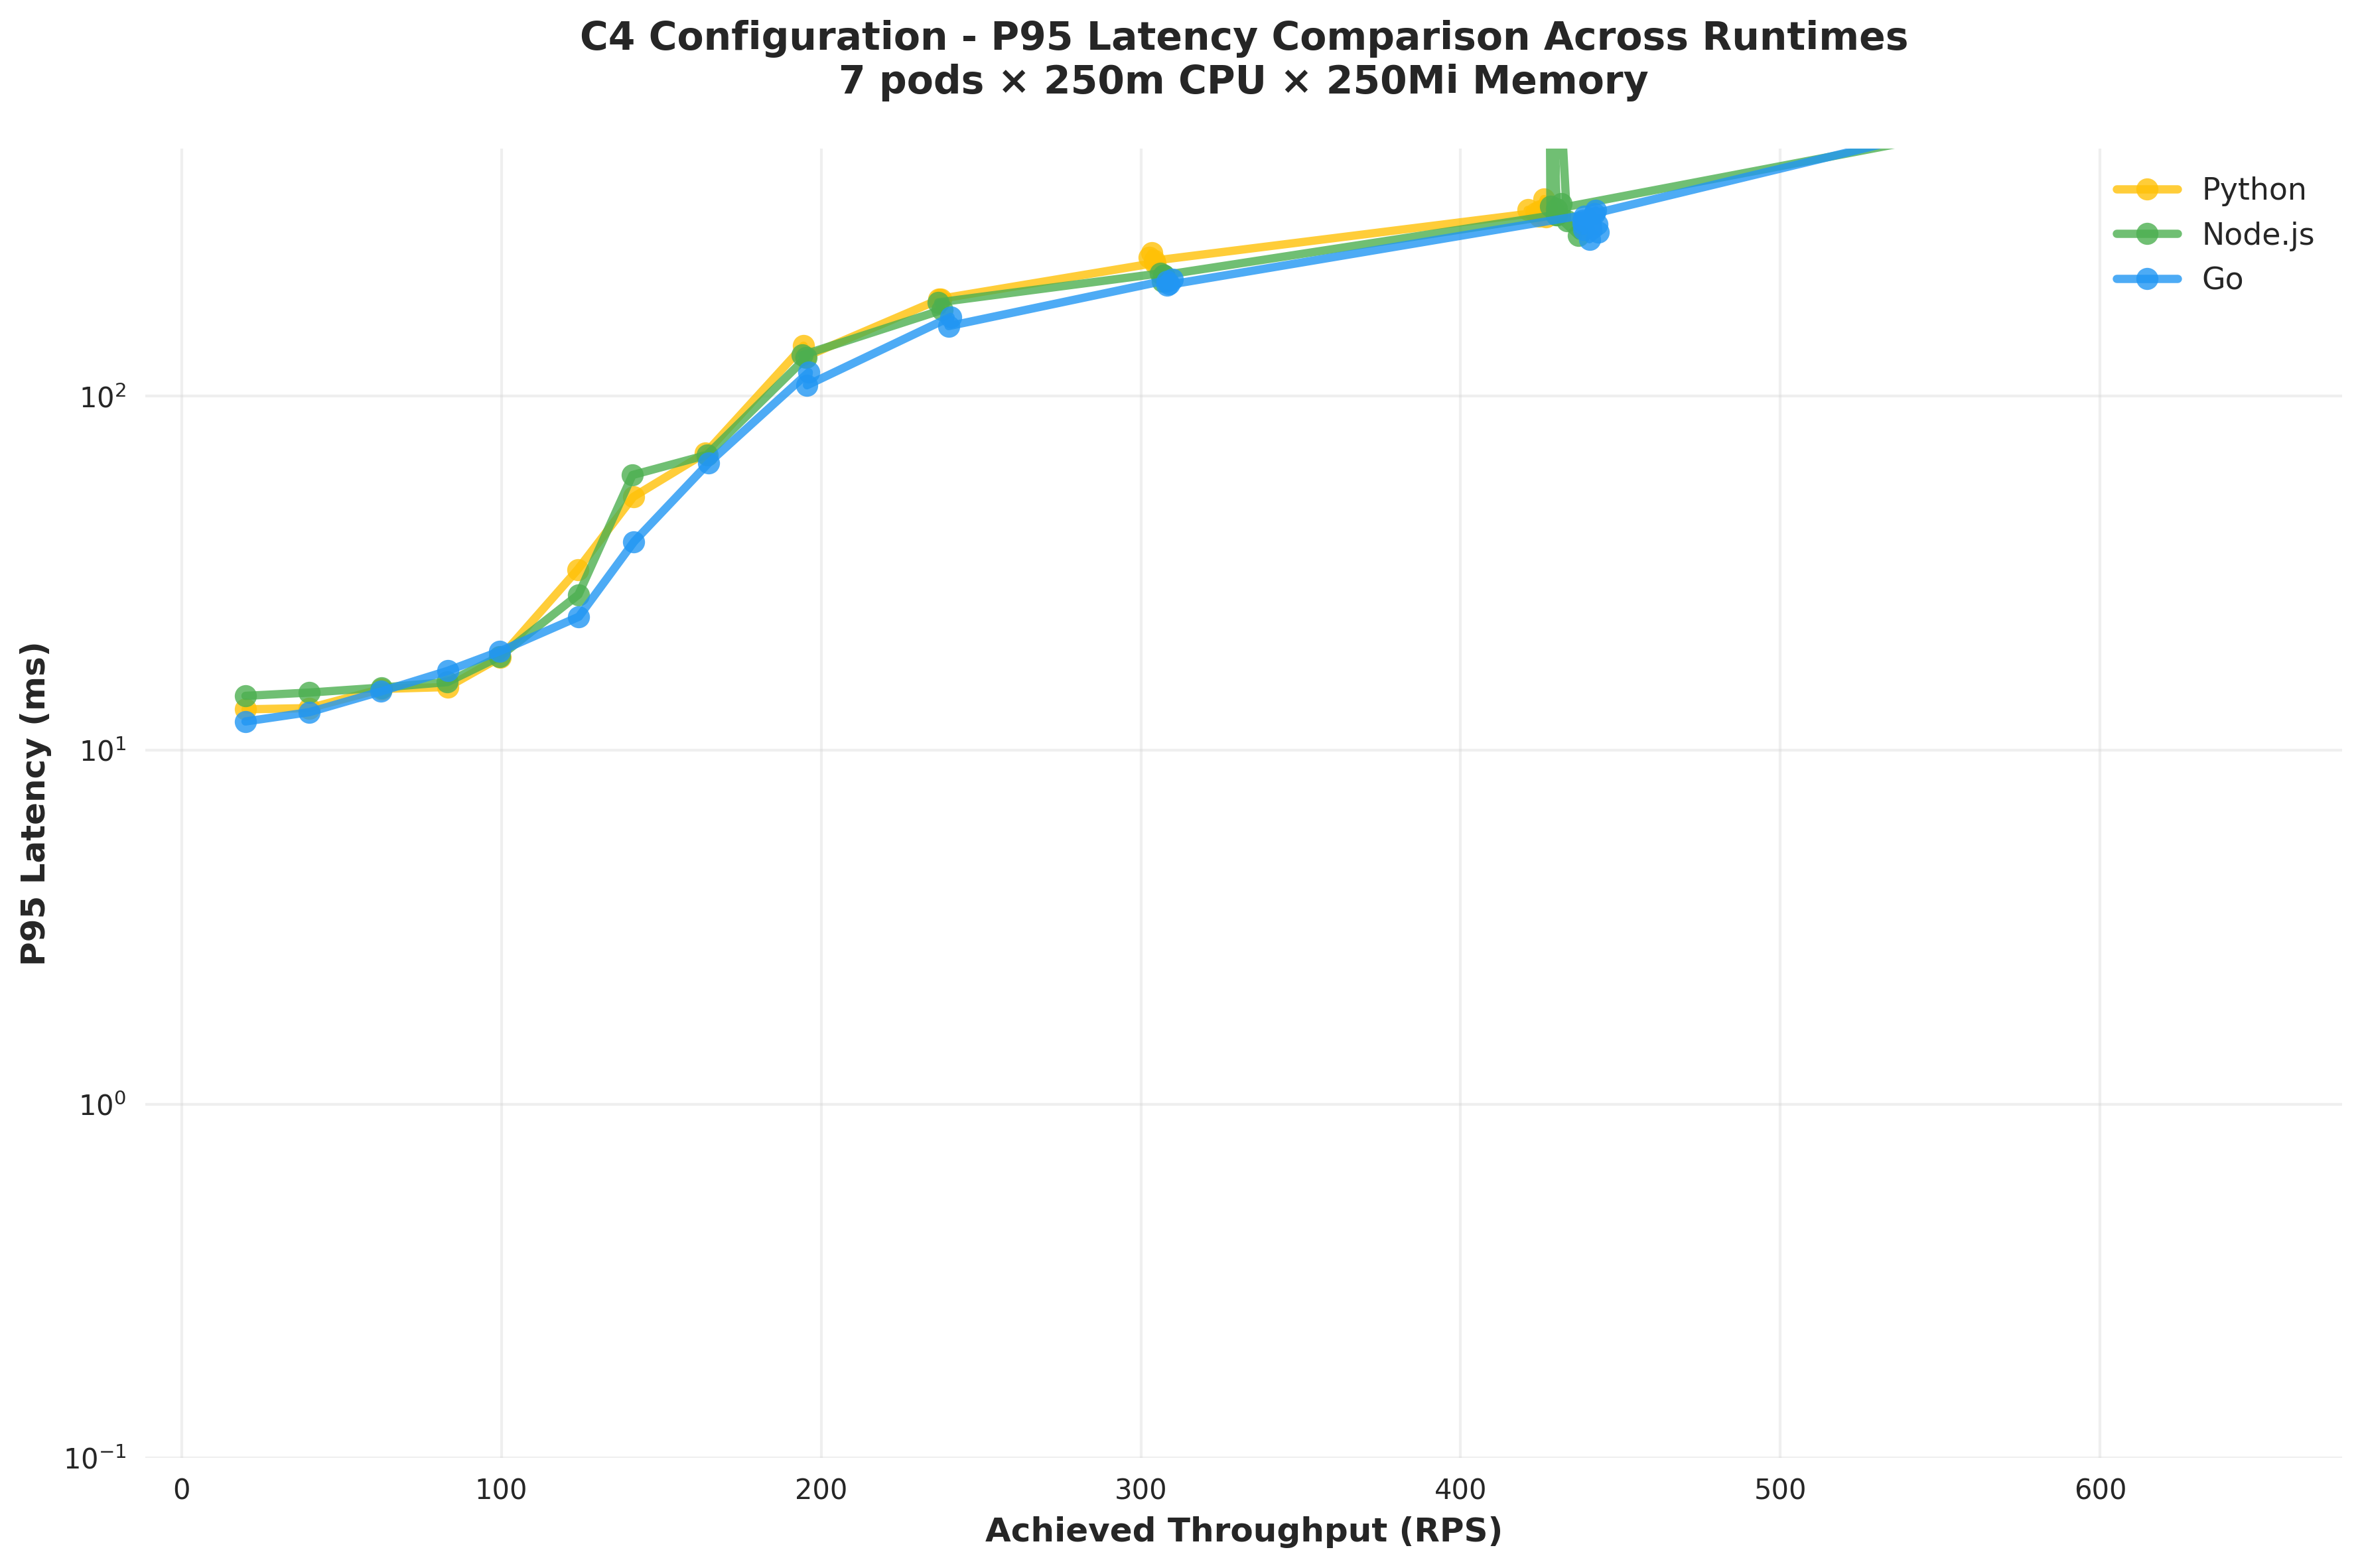 C4 Configuration - P95 Latency Comparison Across Runtimes
7 pods × 250m CPU × 250Mi Memory
Python
Node.js
Go
P95 Latency (ms)
10²
10¹
10⁰
10⁻¹
0 100 200 300 400 500 600
Achieved Throughput (RPS)